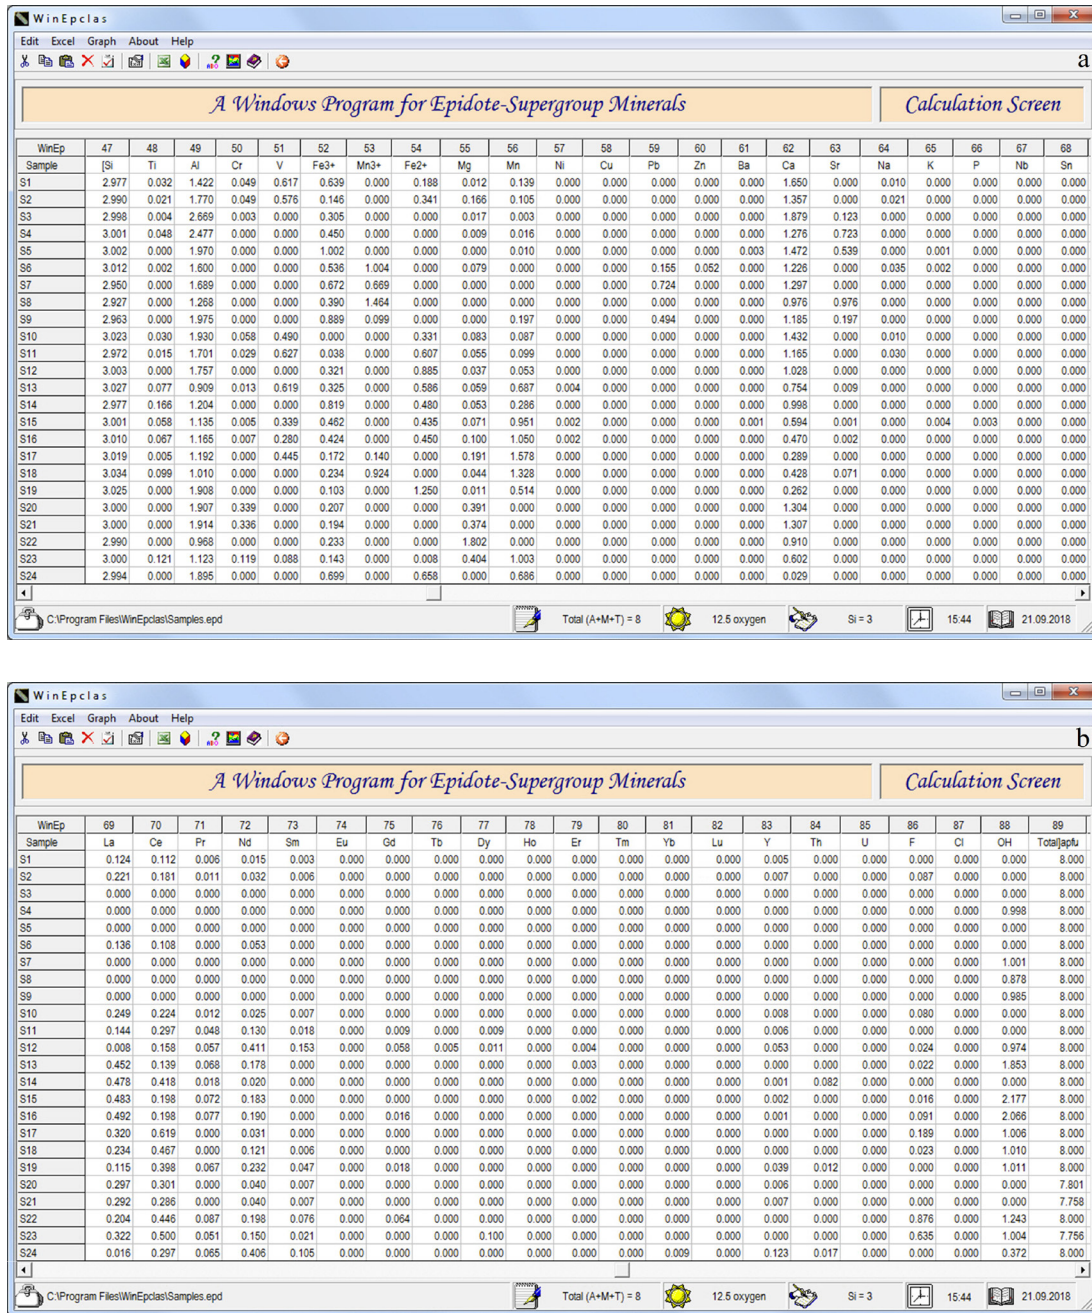 WinEpclas
Edit Excel Graph About Help
a
A Windows Program for Epidote-Supergroup Minerals Calculation Screen
WinEp 47 48 49 50 51 52 53 54 55 56 57 58 59 60 61 62 63 64 65 66 67 68
Sample [Si Ti Al Cr V Fe3+ Mn3+ Fe2+ Mg Mn Ni Cu Pb Zn Ba Ca Sr Na K P Nb Sn
S1 2.977 0.032 1.422 0.049 0.617 0.639 0.000 0.188 0.012 0.139 0.000 0.000 0.000 0.000 0.000 1.650 0.000 0.010 0.000 0.000 0.000 0.000
S2 2.990 0.021 1.770 0.049 0.576 0.146 0.000 0.341 0.166 0.105 0.000 0.000 0.000 0.000 0.000 1.357 0.000 0.021 0.000 0.000 0.000 0.000
S3 2.998 0.004 2.669 0.003 0.000 0.305 0.000 0.000 0.017 0.003 0.000 0.000 0.000 0.000 0.000 1.879 0.123 0.000 0.000 0.000 0.000 0.000
S4 3.001 0.048 2.477 0.000 0.000 0.450 0.000 0.000 0.009 0.016 0.000 0.000 0.000 0.000 0.000 1.276 0.723 0.000 0.000 0.000 0.000 0.000
S5 3.002 0.000 1.970 0.000 0.000 1.002 0.000 0.000 0.000 0.010 0.000 0.000 0.000 0.000 0.003 1.472 0.539 0.000 0.001 0.000 0.000 0.000
S6 3.012 0.002 1.600 0.000 0.000 0.536 1.004 0.000 0.079 0.000 0.000 0.000 0.155 0.052 0.000 1.226 0.000 0.035 0.002 0.000 0.000 0.000
S7 2.950 0.000 1.689 0.000 0.000 0.672 0.669 0.000 0.000 0.000 0.000 0.000 0.724 0.000 0.000 1.297 0.000 0.000 0.000 0.000 0.000 0.000
S8 2.927 0.000 1.268 0.000 0.000 0.390 1.464 0.000 0.000 0.000 0.000 0.000 0.000 0.000 0.000 0.976 0.976 0.000 0.000 0.000 0.000 0.000
S9 2.963 0.000 1.975 0.000 0.000 0.889 0.099 0.000 0.000 0.197 0.000 0.000 0.494 0.000 0.000 1.185 0.197 0.000 0.000 0.000 0.000 0.000
S10 3.023 0.030 1.930 0.058 0.490 0.000 0.000 0.331 0.083 0.087 0.000 0.000 0.000 0.000 0.000 1.432 0.000 0.010 0.000 0.000 0.000 0.000
S11 2.972 0.015 1.701 0.029 0.627 0.038 0.000 0.607 0.055 0.099 0.000 0.000 0.000 0.000 0.000 1.165 0.000 0.030 0.000 0.000 0.000 0.000
S12 3.003 0.000 1.757 0.000 0.000 0.321 0.000 0.885 0.037 0.053 0.000 0.000 0.000 0.000 0.000 1.028 0.000 0.000 0.000 0.000 0.000 0.000
S13 3.027 0.077 0.909 0.013 0.619 0.325 0.000 0.586 0.059 0.687 0.004 0.000 0.000 0.000 0.000 0.754 0.009 0.000 0.000 0.000 0.000 0.000
S14 2.977 0.166 1.204 0.000 0.000 0.819 0.000 0.480 0.053 0.286 0.000 0.000 0.000 0.000 0.000 0.998 0.000 0.000 0.000 0.000 0.000 0.000
S15 3.001 0.058 1.135 0.005 0.339 0.462 0.000 0.435 0.071 0.951 0.002 0.000 0.000 0.000 0.001 0.594 0.001 0.000 0.004 0.003 0.000 0.000
S16 3.010 0.067 1.165 0.007 0.280 0.424 0.000 0.450 0.100 1.050 0.002 0.000 0.000 0.000 0.000 0.470 0.002 0.000 0.000 0.000 0.000 0.000
S17 3.019 0.005 1.192 0.000 0.445 0.172 0.140 0.000 0.191 1.578 0.000 0.000 0.000 0.000 0.000 0.289 0.000 0.000 0.000 0.000 0.000 0.000
S18 3.034 0.099 1.010 0.000 0.000 0.234 0.924 0.000 0.044 1.328 0.000 0.000 0.000 0.000 0.000 0.428 0.071 0.000 0.000 0.000 0.000 0.000
S19 3.025 0.000 1.908 0.000 0.000 0.103 0.000 1.250 0.011 0.514 0.000 0.000 0.000 0.000 0.000 0.262 0.000 0.000 0.000 0.000 0.000 0.000
S20 3.000 0.000 1.907 0.339 0.000 0.207 0.000 0.000 0.391 0.000 0.000 0.000 0.000 0.000 0.000 1.304 0.000 0.000 0.000 0.000 0.000 0.000
S21 3.000 0.000 1.914 0.336 0.000 0.194 0.000 0.000 0.374 0.000 0.000 0.000 0.000 0.000 0.000 1.307 0.000 0.000 0.000 0.000 0.000 0.000
S22 2.990 0.000 0.968 0.000 0.000 0.233 0.000 0.000 1.802 0.000 0.000 0.000 0.000 0.000 0.000 0.910 0.000 0.000 0.000 0.000 0.000 0.000
S23 3.000 0.121 1.123 0.119 0.088 0.143 0.000 0.008 0.404 1.003 0.000 0.000 0.000 0.000 0.000 0.602 0.000 0.000 0.000 0.000 0.000 0.000
S24 2.994 0.000 1.895 0.000 0.000 0.699 0.000 0.658 0.000 0.686 0.000 0.000 0.000 0.000 0.000 0.029 0.000 0.000 0.000 0.000 0.000 0.000
C:\Program Files\WinEpclas\Samples.epd Total (A+M+T) = 8 12.5 oxygen Si = 3 15:44 21.09.2018
WinEpclas
Edit Excel Graph About Help
b
A Windows Program for Epidote-Supergroup Minerals Calculation Screen
WinEp 69 70 71 72 73 74 75 76 77 78 79 80 81 82 83 84 85 86 87 88 89
Sample La Ce Pr Nd Sm Eu Gd Tb Dy Ho Er Tm Yb Lu Y Th U F Cl OH Total]apfu
S1 0.124 0.112 0.006 0.015 0.003 0.000 0.000 0.000 0.000 0.000 0.000 0.000 0.000 0.000 0.005 0.000 0.000 0.000 0.000 0.000 8.000
S2 0.221 0.181 0.011 0.032 0.006 0.000 0.000 0.000 0.000 0.000 0.000 0.000 0.000 0.000 0.007 0.000 0.000 0.087 0.000 0.000 8.000
S3 0.000 0.000 0.000 0.000 0.000 0.000 0.000 0.000 0.000 0.000 0.000 0.000 0.000 0.000 0.000 0.000 0.000 0.000 0.000 0.000 8.000
S4 0.000 0.000 0.000 0.000 0.000 0.000 0.000 0.000 0.000 0.000 0.000 0.000 0.000 0.000 0.000 0.000 0.000 0.000 0.000 0.998 8.000
S5 0.000 0.000 0.000 0.000 0.000 0.000 0.000 0.000 0.000 0.000 0.000 0.000 0.000 0.000 0.000 0.000 0.000 0.000 0.000 0.000 8.000
S6 0.136 0.108 0.000 0.053 0.000 0.000 0.000 0.000 0.000 0.000 0.000 0.000 0.000 0.000 0.000 0.000 0.000 0.000 0.000 0.000 8.000
S7 0.000 0.000 0.000 0.000 0.000 0.000 0.000 0.000 0.000 0.000 0.000 0.000 0.000 0.000 0.000 0.000 0.000 0.000 0.000 1.001 8.000
S8 0.000 0.000 0.000 0.000 0.000 0.000 0.000 0.000 0.000 0.000 0.000 0.000 0.000 0.000 0.000 0.000 0.000 0.000 0.000 0.878 8.000
S9 0.000 0.000 0.000 0.000 0.000 0.000 0.000 0.000 0.000 0.000 0.000 0.000 0.000 0.000 0.000 0.000 0.000 0.000 0.000 0.985 8.000
S10 0.249 0.224 0.012 0.025 0.007 0.000 0.000 0.000 0.000 0.000 0.000 0.000 0.000 0.000 0.008 0.000 0.000 0.080 0.000 0.000 8.000
S11 0.144 0.297 0.048 0.130 0.018 0.000 0.009 0.000 0.009 0.000 0.000 0.000 0.000 0.000 0.006 0.000 0.000 0.000 0.000 0.000 8.000
S12 0.008 0.158 0.057 0.411 0.153 0.000 0.058 0.005 0.011 0.000 0.004 0.000 0.000 0.000 0.053 0.000 0.000 0.024 0.000 0.974 8.000
S13 0.452 0.139 0.068 0.178 0.000 0.000 0.000 0.000 0.000 0.000 0.003 0.000 0.000 0.000 0.000 0.000 0.000 0.022 0.000 1.853 8.000
S14 0.478 0.418 0.018 0.020 0.000 0.000 0.000 0.000 0.000 0.000 0.000 0.000 0.000 0.000 0.001 0.082 0.000 0.000 0.000 0.000 8.000
S15 0.483 0.198 0.072 0.183 0.000 0.000 0.000 0.000 0.000 0.000 0.002 0.000 0.000 0.000 0.002 0.000 0.000 0.016 0.000 2.177 8.000
S16 0.492 0.198 0.077 0.190 0.000 0.000 0.016 0.000 0.000 0.000 0.000 0.000 0.000 0.000 0.001 0.000 0.000 0.091 0.000 2.066 8.000
S17 0.320 0.619 0.000 0.031 0.000 0.000 0.000 0.000 0.000 0.000 0.000 0.000 0.000 0.000 0.000 0.000 0.000 0.189 0.000 1.006 8.000
S18 0.234 0.467 0.000 0.121 0.006 0.000 0.000 0.000 0.000 0.000 0.000 0.000 0.000 0.000 0.000 0.000 0.000 0.023 0.000 1.010 8.000
S19 0.115 0.398 0.067 0.232 0.047 0.000 0.018 0.000 0.000 0.000 0.000 0.000 0.000 0.000 0.039 0.012 0.000 0.000 0.000 1.011 8.000
S20 0.297 0.301 0.000 0.040 0.007 0.000 0.000 0.000 0.000 0.000 0.000 0.000 0.000 0.000 0.006 0.000 0.000 0.000 0.000 0.000 7.801
S21 0.292 0.286 0.000 0.040 0.007 0.000 0.000 0.000 0.000 0.000 0.000 0.000 0.000 0.000 0.007 0.000 0.000 0.000 0.000 0.000 7.758
S22 0.204 0.446 0.087 0.198 0.076 0.000 0.064 0.000 0.000 0.000 0.000 0.000 0.000 0.000 0.000 0.000 0.000 0.876 0.000 1.243 8.000
S23 0.322 0.500 0.051 0.150 0.021 0.000 0.000 0.000 0.100 0.000 0.000 0.000 0.000 0.000 0.000 0.000 0.000 0.635 0.000 1.004 7.756
S24 0.016 0.297 0.065 0.406 0.105 0.000 0.000 0.000 0.000 0.000 0.000 0.000 0.009 0.000 0.123 0.017 0.000 0.000 0.000 0.372 8.000
C:\Program Files\WinEpclas\Samples.epd Total (A+M+T) = 8 12.5 oxygen Si = 3 15:44 21.09.2018